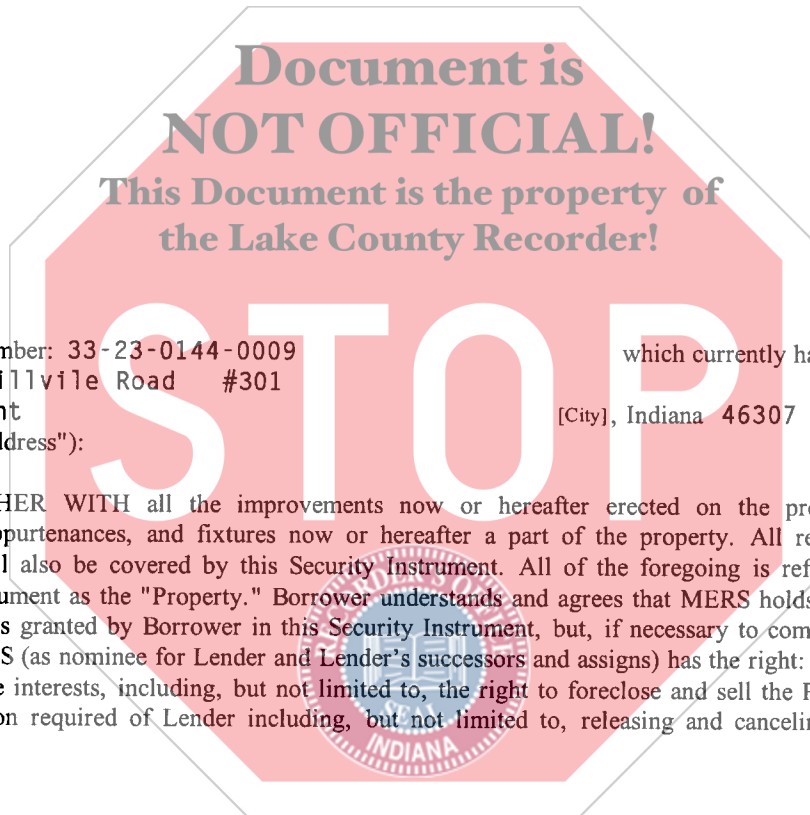 Document is
NOT OFFICIAL!
This Document is the property of
the Lake County Recorder!
STOP
mber: 33-23-0144-0009 which currently ha
illvile Road #301
nt [City], Indiana 46307
ddress"):
HER WITH all the improvements now or hereafter erected on the pro
ppurtenances, and fixtures now or hereafter a part of the property. All re
l also be covered by this Security Instrument. All of the foregoing is ref
ument as the "Property." Borrower understands and agrees that MERS holds
s granted by Borrower in this Security Instrument, but, if necessary to com
S (as nominee for Lender and Lender's successors and assigns) has the right:
e interests, including, but not limited to, the right to foreclose and sell the P
on required of Lender including, but not limited to, releasing and cancelin
SEAL
INDIANA